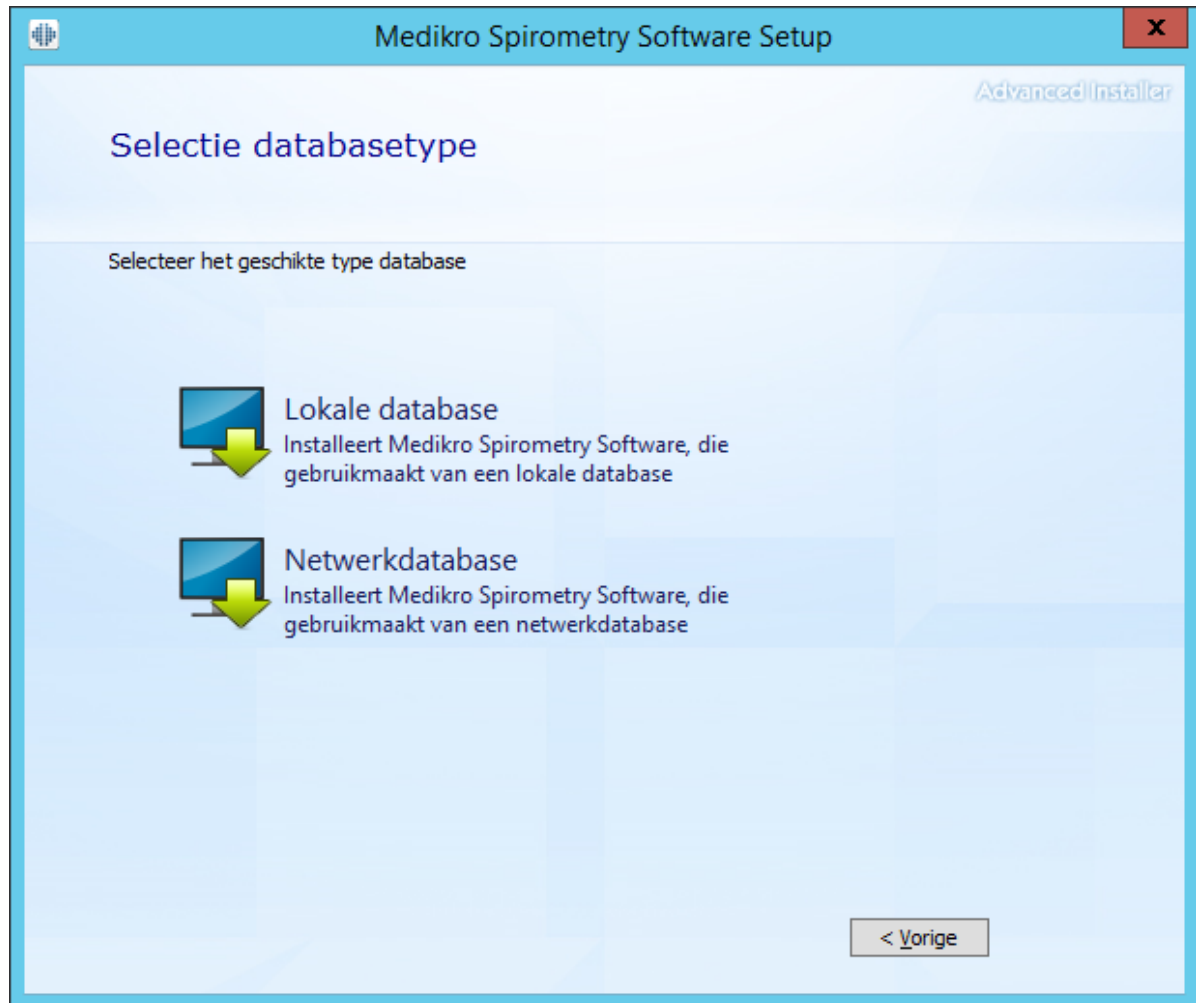 Medikro Spirometry Software Setup
x
Advanced Installer
Selectie databasetype
Selecteer het geschikte type database
Lokale database
Installeert Medikro Spirometry Software, die
gebruikmaakt van een lokale database
Netwerkdatabase
Installeert Medikro Spirometry Software, die
gebruikmaakt van een netwerkdatabase
< Vorige